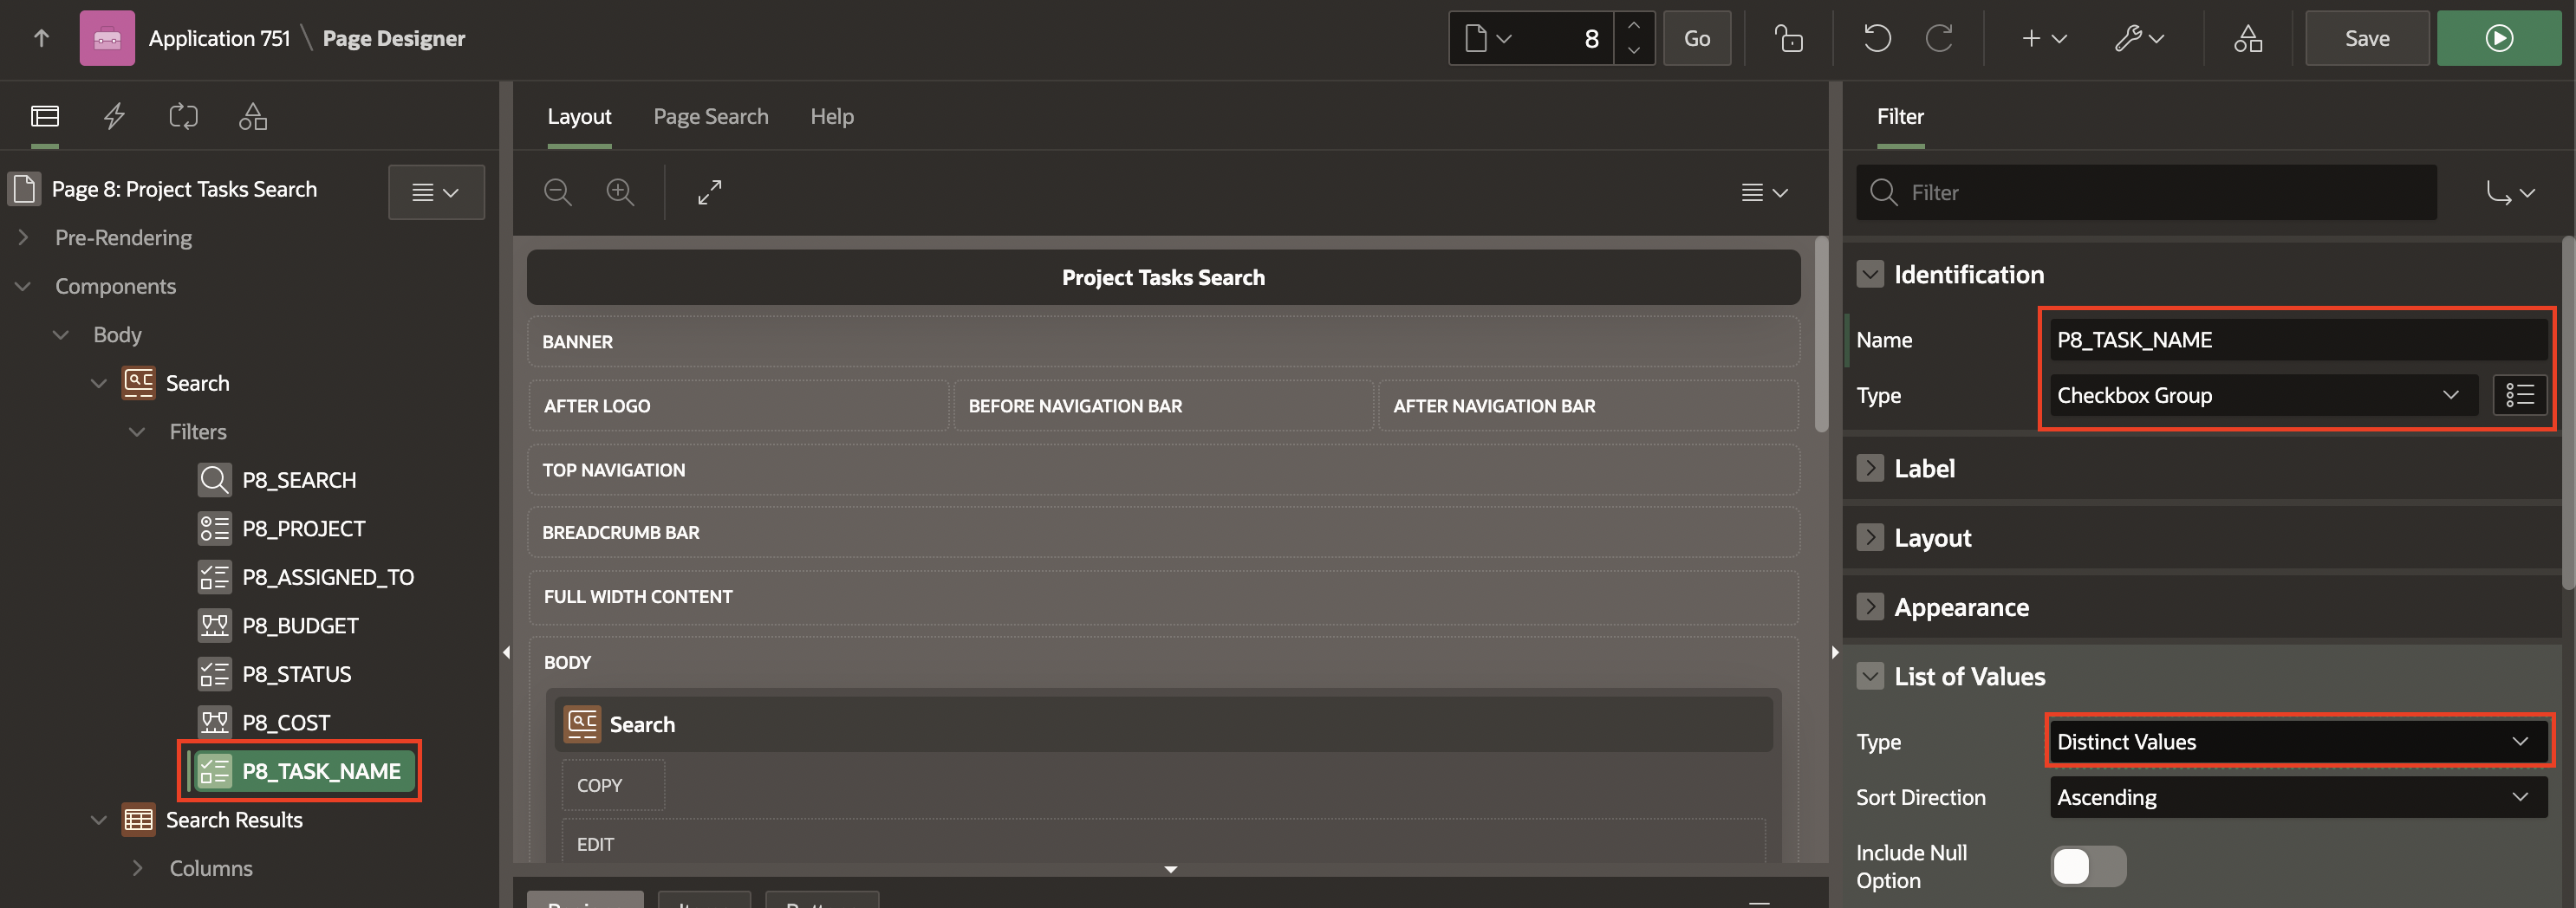 Application 751 \ Page Designer
8
Go
Save
Page 8: Project Tasks Search
Pre-Rendering
Components
Body
Search
Filters
P8_SEARCH
P8_PROJECT
P8_ASSIGNED_TO
P8_BUDGET
P8_STATUS
P8_COST
P8_TASK_NAME
Search Results
Columns
Layout Page Search Help
Project Tasks Search
BANNER
AFTER LOGO BEFORE NAVIGATION BAR AFTER NAVIGATION BAR
TOP NAVIGATION
BREADCRUMB BAR
FULL WIDTH CONTENT
BODY
Search
COPY
EDIT
Filter
Filter
Identification
Name P8_TASK_NAME
Type Checkbox Group
Label
Layout
Appearance
List of Values
Type Distinct Values
Sort Direction Ascending
Include Null
Option